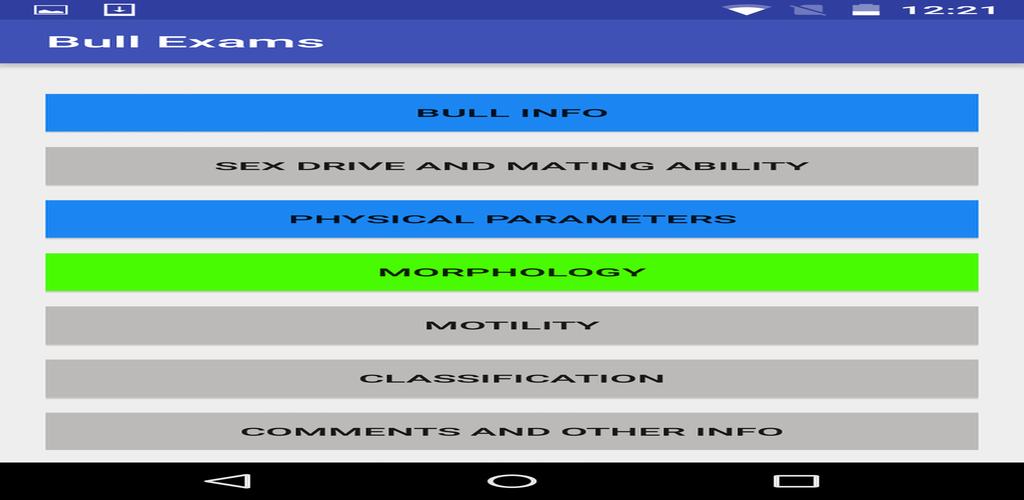 12:21
Bull Exams
BULL INFO
SEX DRIVE AND MATING ABILITY
PHYSICAL PARAMETERS
MORPHOLOGY
MOTILITY
CLASSIFICATION
COMMENTS AND OTHER INFO